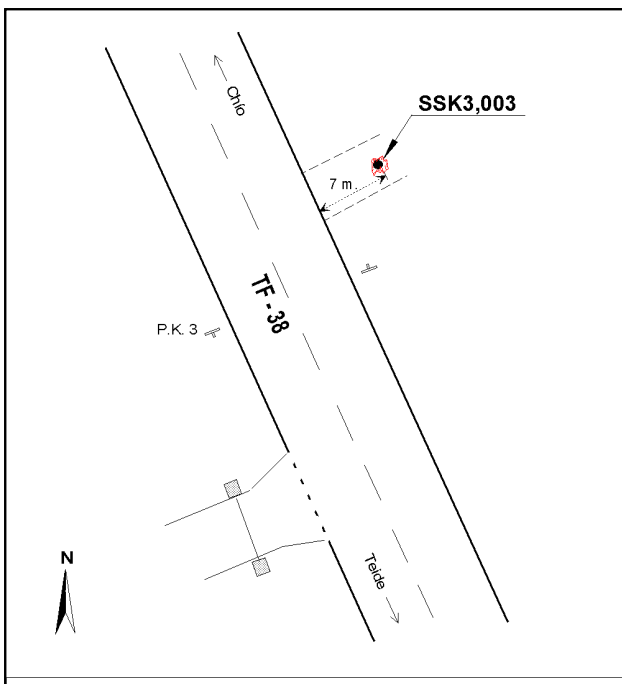 Chío
SSK3,003
7 m.
TF - 38
P.K. 3
N
Teide